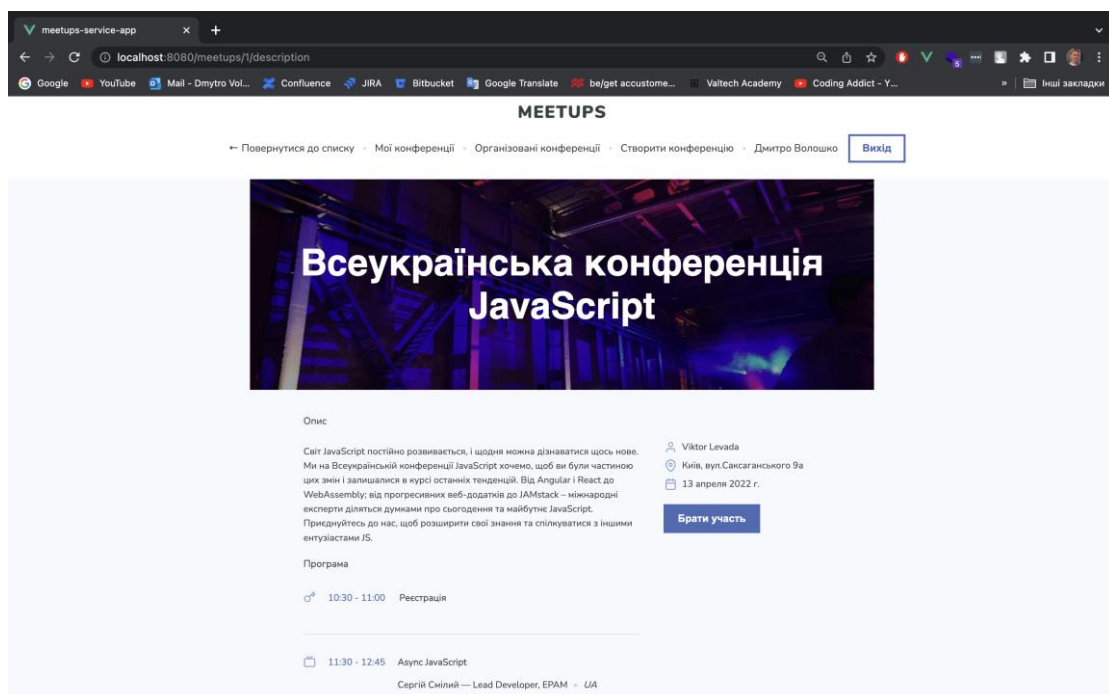 meetups-service-app
localhost:8080/meetups/1/description
Google YouTube Mail - Dmytro Vol... Confluence JIRA Bitbucket Google Translate be/get accustome... Valtech Academy Coding Addict - Y... » Інші закладки
MEETUPS
← Повернутися до списку · Мої конференції · Організовані конференції · Створити конференцію · Дмитро Волошко Вихід
Всеукраїнська конференція
JavaScript
Опис
Світ JavaScript постійно розвивається, і щодня можна дізнаватися щось нове.
Ми на Всеукраїнській конференції JavaScript хочемо, щоб ви були частиною
цих змін і залишалися в курсі останніх тенденцій. Від Angular і React до
WebAssembly; від прогресивних веб-додатків до JAMstack – міжнародні
експерти діляться думками про сьогодення та майбутнє JavaScript.
Приєднуйтесь до нас, щоб розширити свої знання та спілкуватися з іншими
ентузіастами JS.
Viktor Levada
Київ, вул.Саксаганського 9а
13 апреля 2022 г.
Брати участь
Програма
10:30 - 11:00 Реєстрація
11:30 - 12:45 Async JavaScript
Сергій Смілий — Lead Developer, EPAM · UA